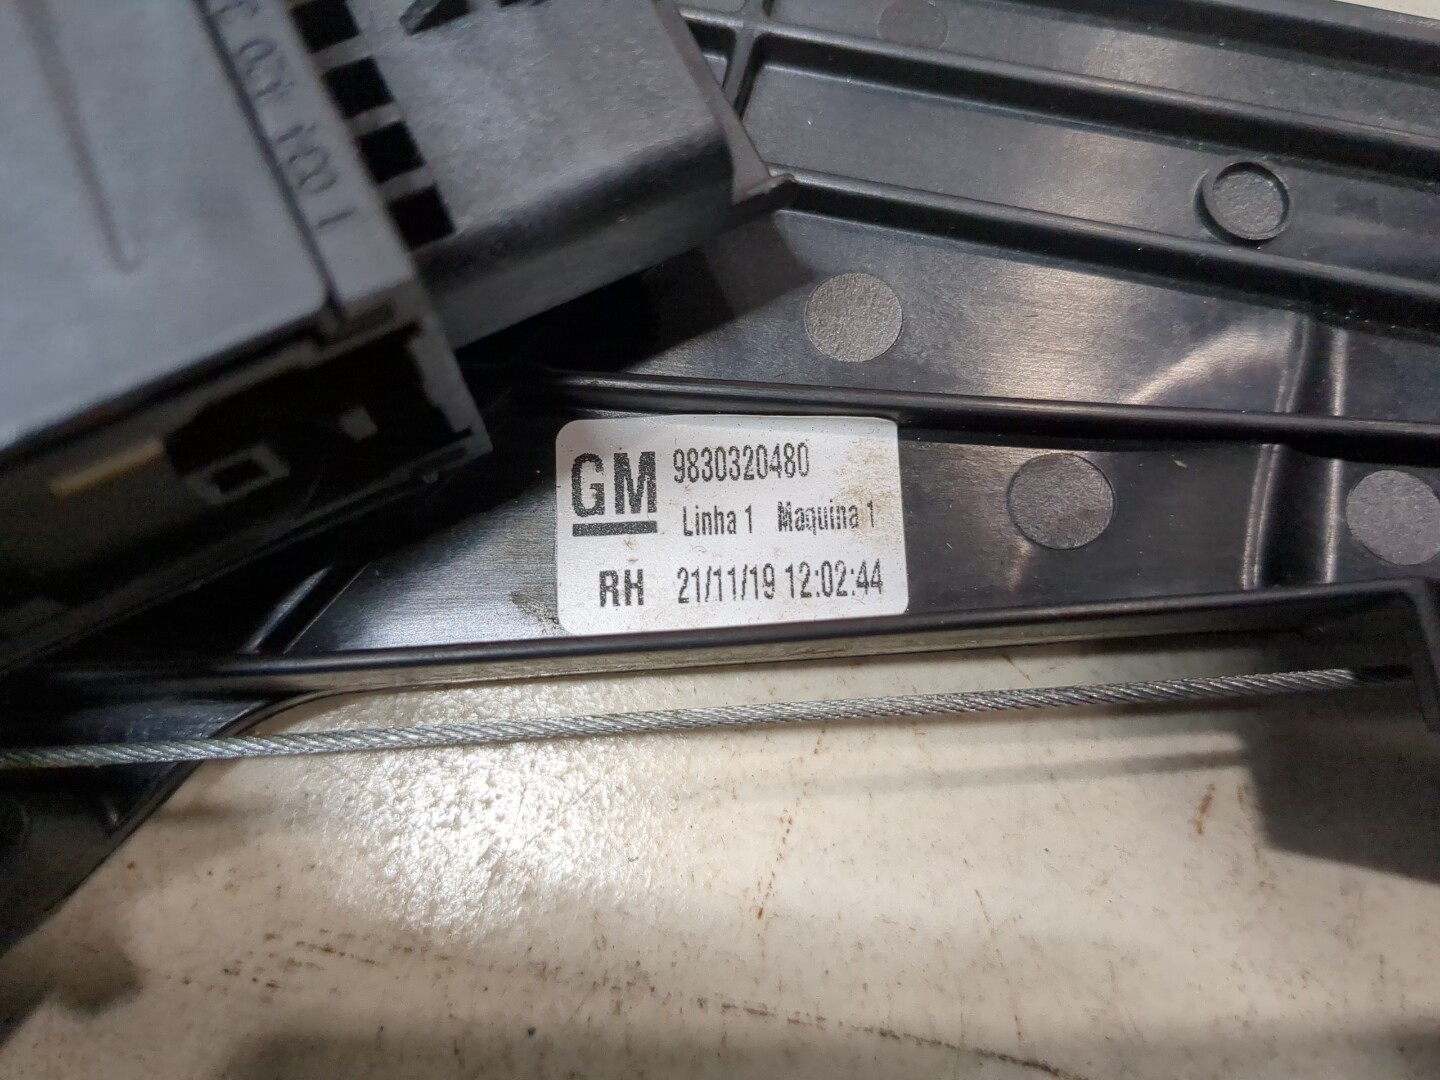 GM 9830320480
Linha 1 Maquina 1
RH 21/11/19 12:02:44